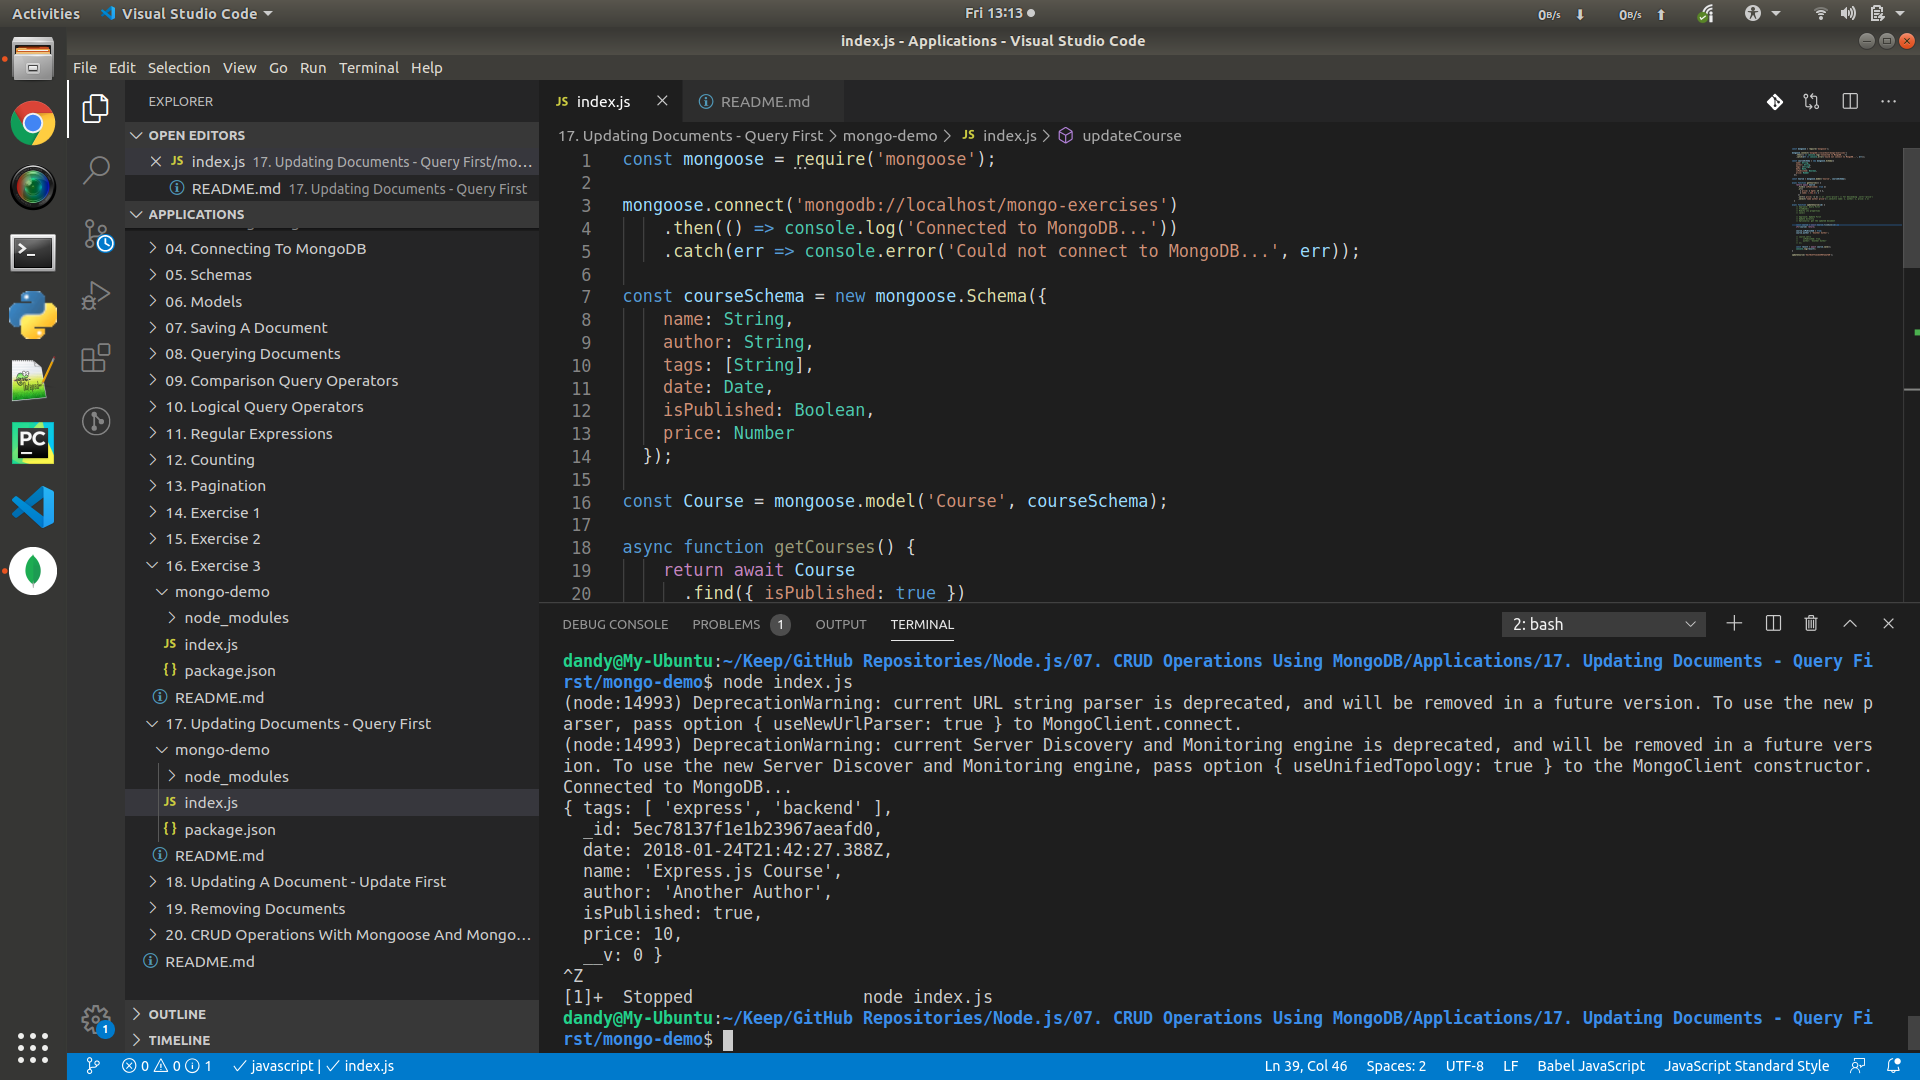 Activities Visual Studio Code Fri 13:13 0B/s 0B/s
index.js - Applications - Visual Studio Code
File Edit Selection View Go Run Terminal Help
EXPLORER
OPEN EDITORS
JS index.js 17. Updating Documents - Query First/mo...
README.md 17. Updating Documents - Query First
APPLICATIONS
04. Connecting To MongoDB
05. Schemas
06. Models
07. Saving A Document
08. Querying Documents
09. Comparison Query Operators
10. Logical Query Operators
11. Regular Expressions
12. Counting
13. Pagination
14. Exercise 1
15. Exercise 2
16. Exercise 3
mongo-demo
node_modules
JS index.js
{} package.json
README.md
17. Updating Documents - Query First
mongo-demo
node_modules
JS index.js
{} package.json
README.md
18. Updating A Document - Update First
19. Removing Documents
20. CRUD Operations With Mongoose And Mongo...
README.md
OUTLINE
TIMELINE
1
PC
JS index.js README.md
17. Updating Documents - Query First > mongo-demo > JS index.js > updateCourse
1 const mongoose = require('mongoose');
2
3 mongoose.connect('mongodb://localhost/mongo-exercises')
4 .then(() => console.log('Connected to MongoDB...'))
5 .catch(err => console.error('Could not connect to MongoDB...', err));
6
7 const courseSchema = new mongoose.Schema({
8 name: String,
9 author: String,
10 tags: [String],
11 date: Date,
12 isPublished: Boolean,
13 price: Number
14 });
15
16 const Course = mongoose.model('Course', courseSchema);
17
18 async function getCourses() {
19 return await Course
20 .find({ isPublished: true })
DEBUG CONSOLE PROBLEMS 1 OUTPUT TERMINAL 2: bash
dandy@My-Ubuntu:~/Keep/GitHub Repositories/Node.js/07. CRUD Operations Using MongoDB/Applications/17. Updating Documents - Query Fi
rst/mongo-demo$ node index.js
(node:14993) DeprecationWarning: current URL string parser is deprecated, and will be removed in a future version. To use the new p
arser, pass option { useNewUrlParser: true } to MongoClient.connect.
(node:14993) DeprecationWarning: current Server Discovery and Monitoring engine is deprecated, and will be removed in a future vers
ion. To use the new Server Discover and Monitoring engine, pass option { useUnifiedTopology: true } to the MongoClient constructor.
Connected to MongoDB...
{ tags: [ 'express', 'backend' ],
_id: 5ec78137f1e1b23967aeafd0,
date: 2018-01-24T21:42:27.388Z,
name: 'Express.js Course',
author: 'Another Author',
isPublished: true,
price: 10,
__v: 0 }
^Z
[1]+ Stopped node index.js
dandy@My-Ubuntu:~/Keep/GitHub Repositories/Node.js/07. CRUD Operations Using MongoDB/Applications/17. Updating Documents - Query Fi
rst/mongo-demo$
0 0 1 javascript | index.js Ln 39, Col 46 Spaces: 2 UTF-8 LF Babel JavaScript JavaScript Standard Style